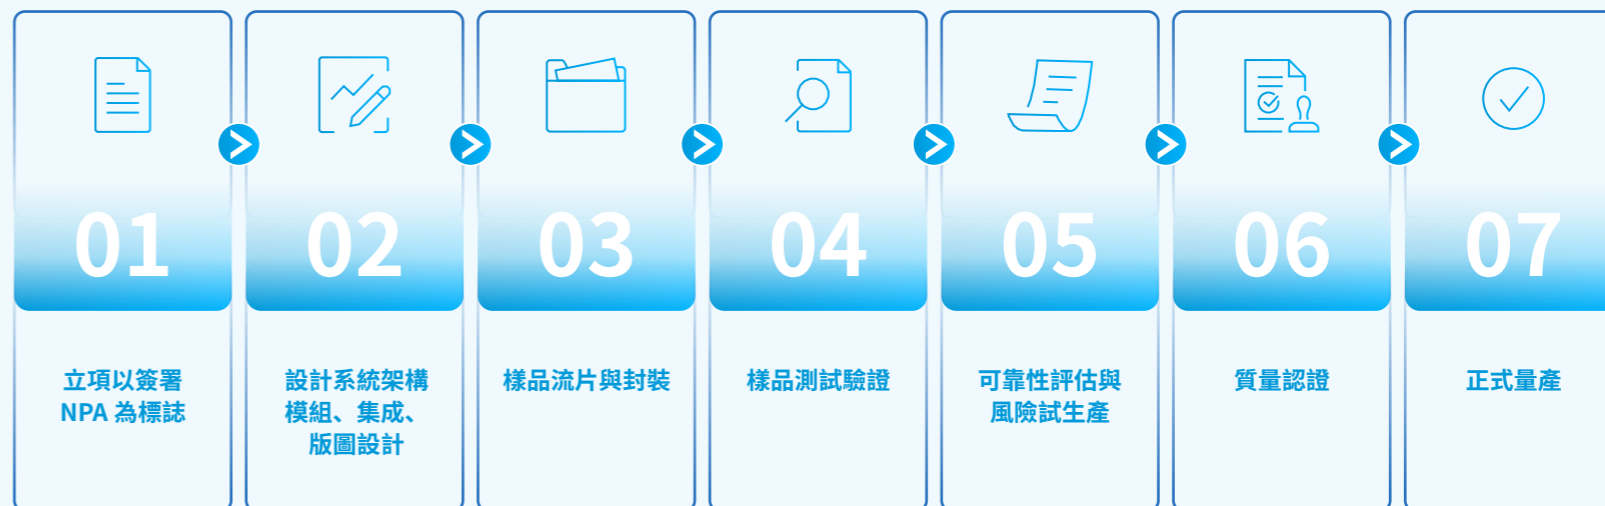 01
立項以簽署
NPA 為標誌
02
設計系統架構
模組、集成、
版圖設計
03
樣品流片與封裝
04
樣品測試驗證
05
可靠性評估與
風險試生產
06
質量認證
07
正式量產